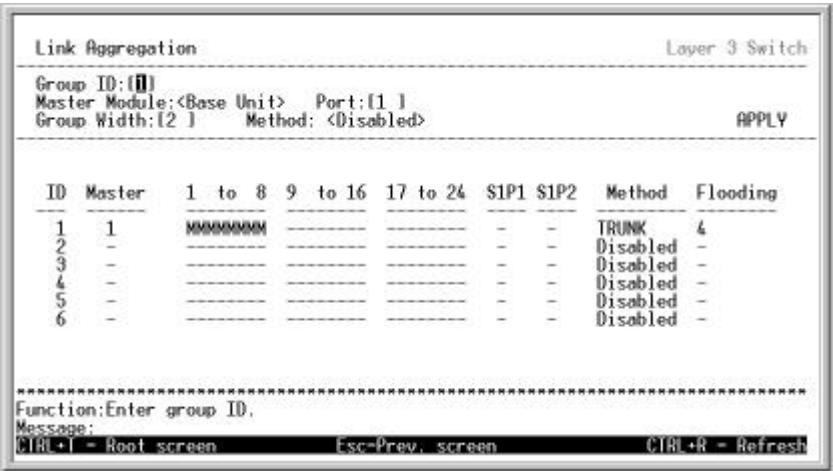 Link Aggregation Layer 3 Switch
Group ID:[1]
Master Module:<Base Unit> Port:[1 ]
Group Width:[2 ] Method: <Disabled> APPLY
ID Master 1 to 8 9 to 16 17 to 24 S1P1 S1P2 Method Flooding
1 1 MMMMMMMM -------- -------- - - TRUNK 4
2 - -------- -------- -------- - - Disabled -
3 - -------- -------- -------- - - Disabled -
4 - -------- -------- -------- - - Disabled -
5 - -------- -------- -------- - - Disabled -
6 - -------- -------- -------- - - Disabled -
Function:Enter group ID.
Message:
CTRL+T - Root screen Esc=Prev. screen CTRL+R - Refresh